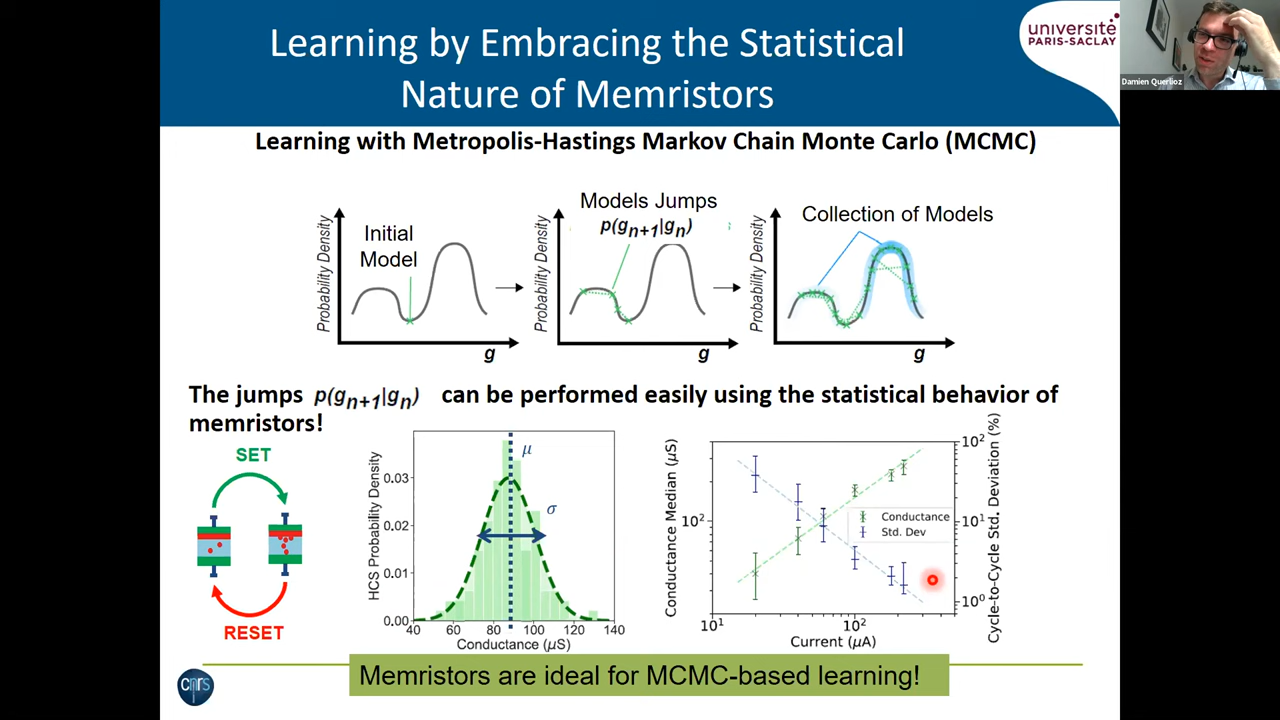 Learning by Embracing the Statistical
Nature of Memristors
université
PARIS-SACLAY
Damien Querlioz
Learning with Metropolis-Hastings Markov Chain Monte Carlo (MCMC)
Probability Density
Initial
Model
g
Probability Density
Models Jumps
p(gn+1|gn)
s
g
Probability Density
Collection of Models
g
The jumps p(gn+1|gn) can be performed easily using the statistical behavior of
memristors!
SET
RESET
HCS Probability Density
0.03
0.02
0.01
0.00
μ
σ
40 60 80 100 120 140
Conductance (μS)
Conductance Median (μS)
10²
Conductance
Std. Dev
10¹ 10²
Current (μA)
10²
10¹
10⁰
Cycle-to-Cycle Std. Deviation (%)
cnrs
Memristors are ideal for MCMC-based learning!